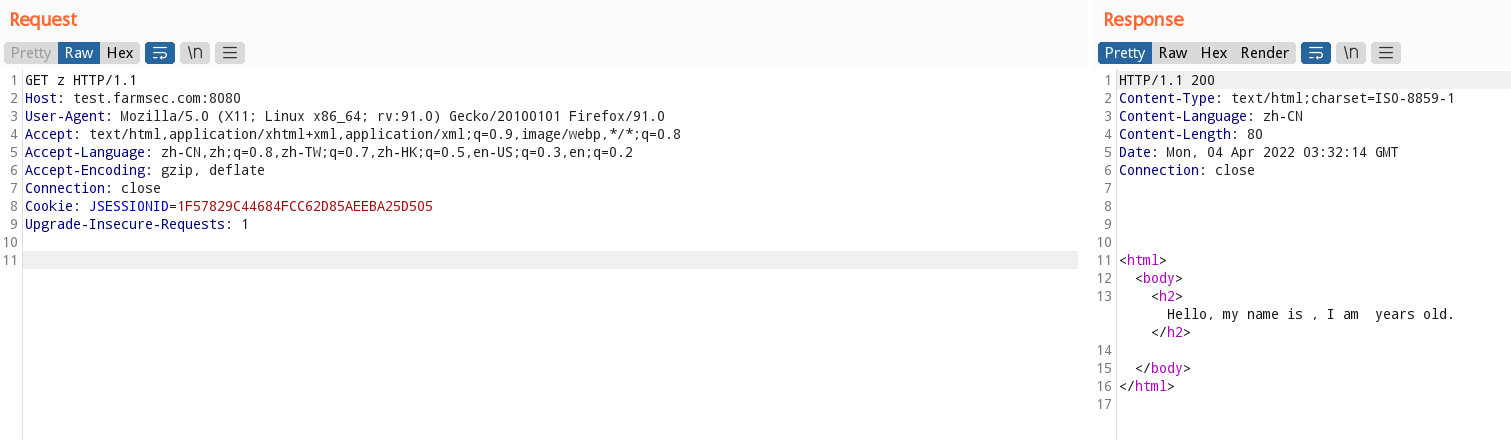 Request
Pretty Raw Hex \n
1 GET z HTTP/1.1
2 Host: test.farmsec.com:8080
3 User-Agent: Mozilla/5.0 (X11; Linux x86_64; rv:91.0) Gecko/20100101 Firefox/91.0
4 Accept: text/html,application/xhtml+xml,application/xml;q=0.9,image/webp,*/*;q=0.8
5 Accept-Language: zh-CN,zh;q=0.8,zh-TW;q=0.7,zh-HK;q=0.5,en-US;q=0.3,en;q=0.2
6 Accept-Encoding: gzip, deflate
7 Connection: close
8 Cookie: JSESSIONID=1F57829C44684FCC62D85AEEBA25D505
9 Upgrade-Insecure-Requests: 1
10
11
Response
Pretty Raw Hex Render \n
1 HTTP/1.1 200
2 Content-Type: text/html;charset=ISO-8859-1
3 Content-Language: zh-CN
4 Content-Length: 80
5 Date: Mon, 04 Apr 2022 03:32:14 GMT
6 Connection: close
7
8
9
10
11 <html>
12 <body>
13 <h2>
Hello, my name is , I am  years old.
</h2>
14
15 </body>
16 </html>
17